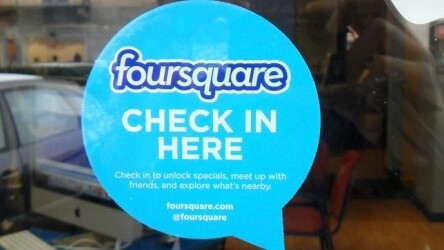 foursquare
CHECK IN
HERE
Check in to unlock specials, meet up with
friends, and explore what's nearby.
foursquare.com
@foursquare